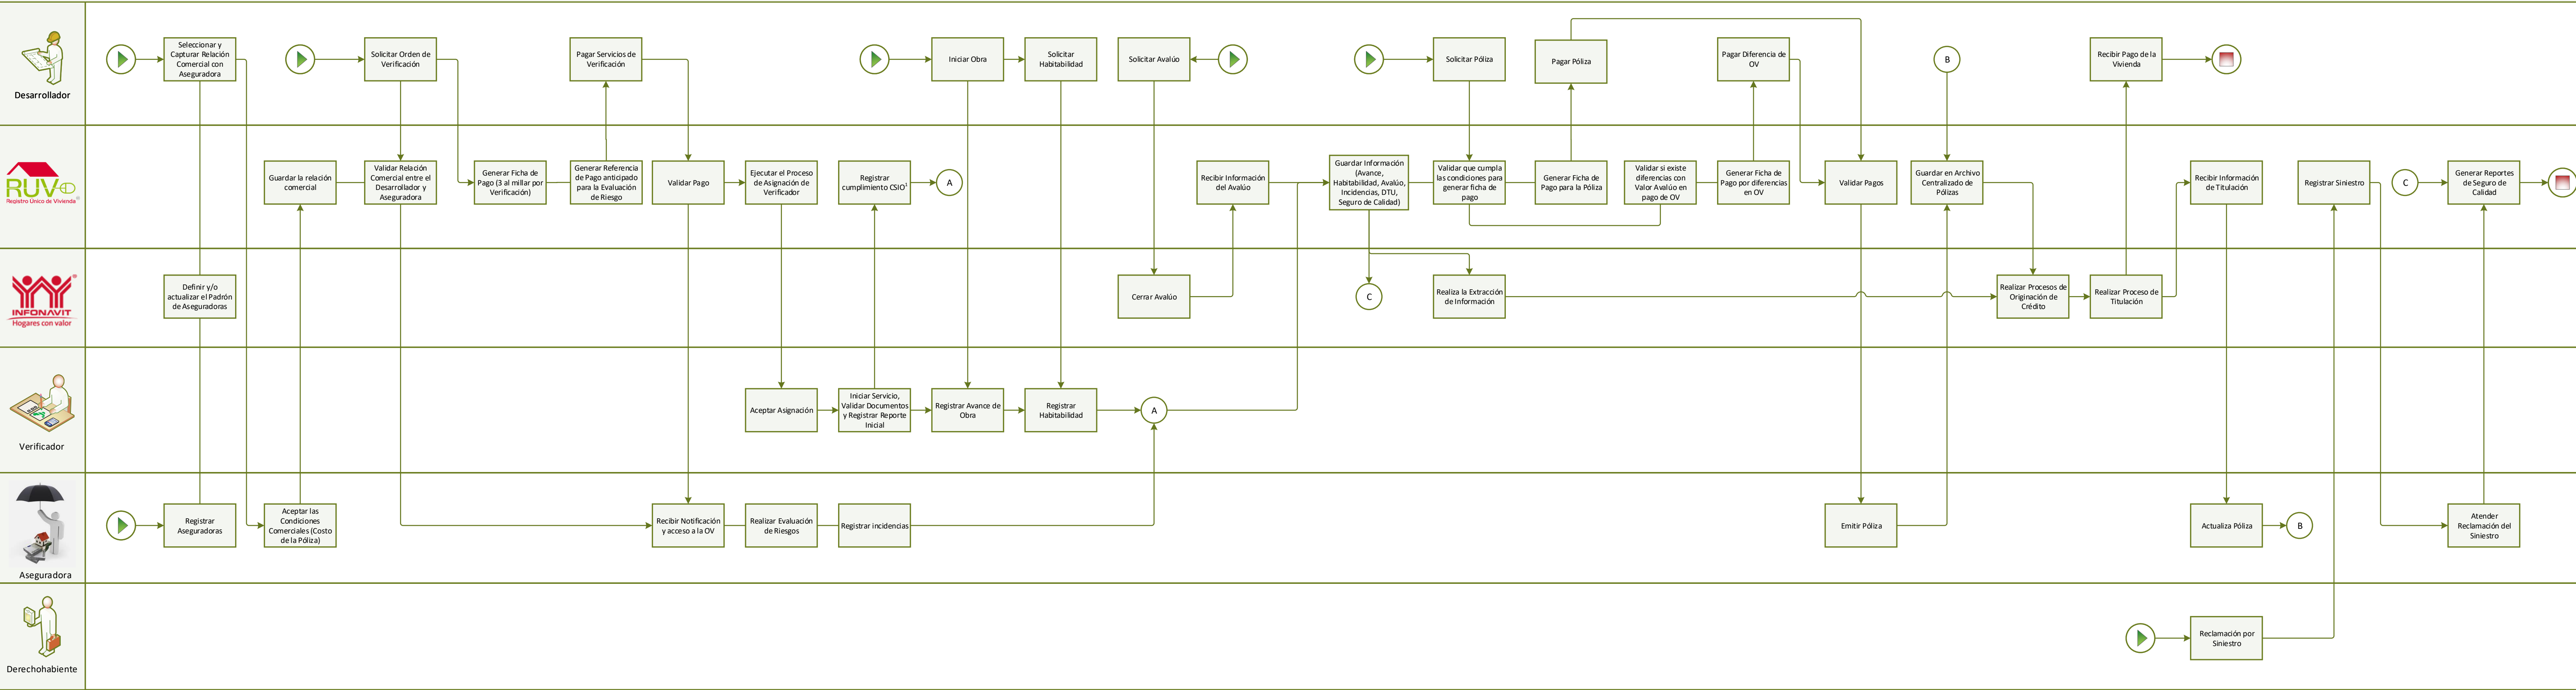 Seleccionar y
Capturar Relación
Comercial con
Aseguradora
Solicitar Orden de
Verificación
Pagar Servicios de
Verificación
Iniciar Obra
Solicitar
Habitabilidad
Solicitar Avalúo
Solicitar Póliza
Pagar Póliza
Pagar Diferencia de
OV
B
Recibir Pago de la
Vivienda
Desarrollador
RUV
Registro Único de Vivienda
Guardar la relación
comercial
Validar Relación
Comercial entre el
Desarrollador y
Aseguradora
Generar Ficha de
Pago (3 al millar por
Verificación)
Generar Referencia
de Pago anticipado
para la Evaluación
de Riesgo
Validar Pago
Ejecutar el Proceso
de Asignación de
Verificador
Registrar
cumplimiento CSIO¹
A
Recibir Información
del Avalúo
Guardar Información
(Avance,
Habitabilidad, Avalúo,
Incidencias, DTU,
Seguro de Calidad)
Validar que cumpla
las condiciones para
generar ficha de
pago
Generar Ficha de
Pago para la Póliza
Validar si existe
diferencias con
Valor Avalúo en
pago de OV
Generar Ficha de
Pago por diferencias
en OV
Validar Pagos
Guardar en Archivo
Centralizado de
Pólizas
Recibir Información
de Titulación
Registrar Siniestro
C
Generar Reportes
de Seguro de
Calidad
INFONAVIT
Hogares con valor
Definir y/o
actualizar el Padrón
de Aseguradoras
Cerrar Avalúo
C
Realiza la Extracción
de Información
Realizar Procesos de
Originación de
Crédito
Realizar Proceso de
Titulación
Verificador
Aceptar Asignación
Iniciar Servicio,
Validar Documentos
y Registrar Reporte
Inicial
Registrar Avance de
Obra
Registrar
Habitabilidad
A
Aseguradora
Registrar
Aseguradoras
Aceptar las
Condiciones
Comerciales (Costo
de la Póliza)
Recibir Notificación
y acceso a la OV
Realizar Evaluación
de Riesgos
Registrar incidencias
Emitir Póliza
Actualiza Póliza
B
Atender
Reclamación del
Siniestro
Derechohabiente
Reclamación por
Siniestro